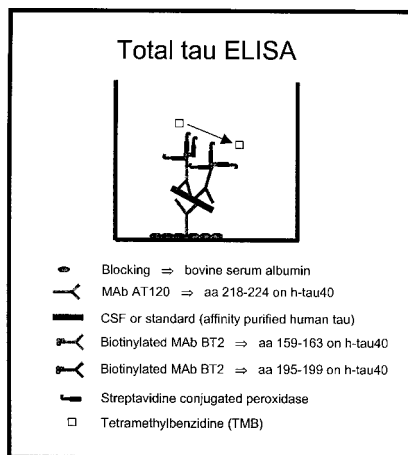 Total tau ELISA
Blocking ⇒ bovine serum albumin
MAb AT120 ⇒ aa 218-224 on h-tau40
CSF or standard (affinity purified human tau)
Biotinylated MAb BT2 ⇒ aa 159-163 on h-tau40
Biotinylated MAb BT2 ⇒ aa 195-199 on h-tau40
Streptavidine conjugated peroxidase
Tetramethylbenzidine (TMB)